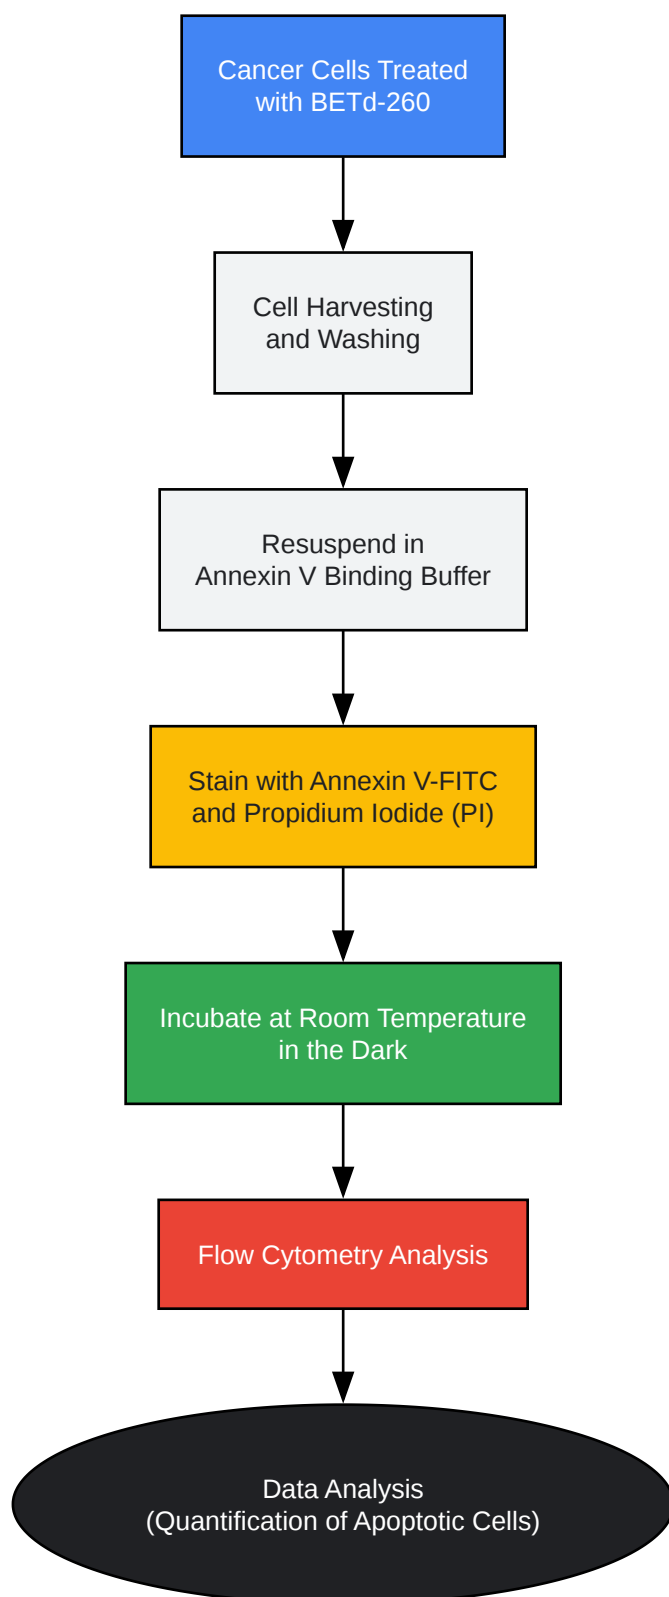 Cancer Cells Treated
with BETd-260
Cell Harvesting
and Washing
Resuspend in
Annexin V Binding Buffer
Stain with Annexin V-FITC
and Propidium Iodide (PI)
Incubate at Room Temperature
in the Dark
Flow Cytometry Analysis
Data Analysis
(Quantification of Apoptotic Cells)